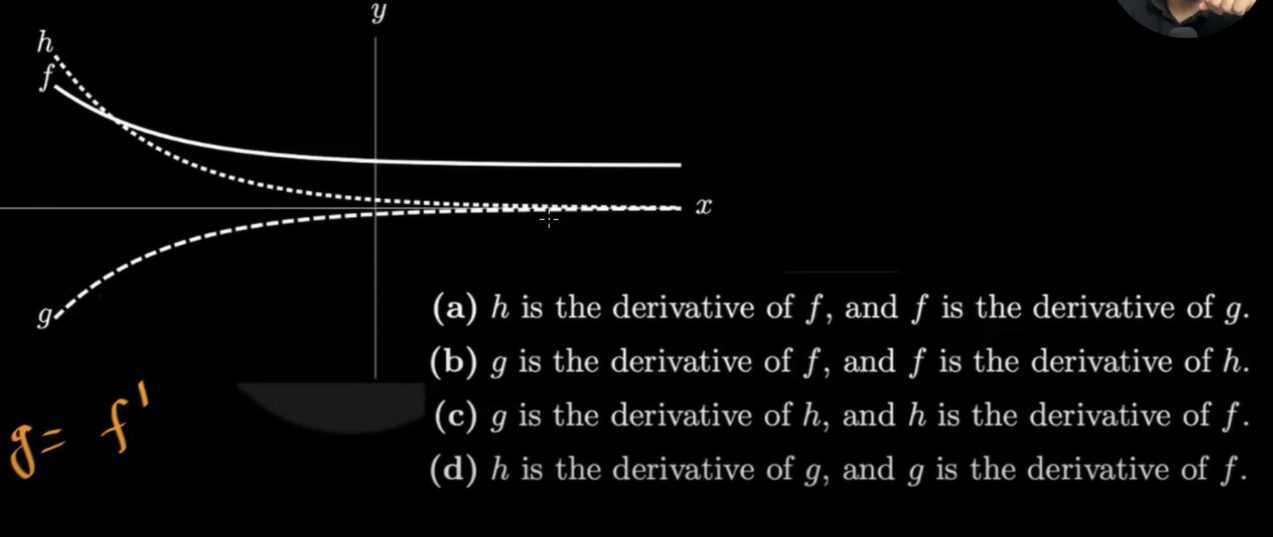 y
h
f
x
g
(a) h is the derivative of f, and f is the derivative of g.
(b) g is the derivative of f, and f is the derivative of h.
(c) g is the derivative of h, and h is the derivative of f.
(d) h is the derivative of g, and g is the derivative of f.
g = f'